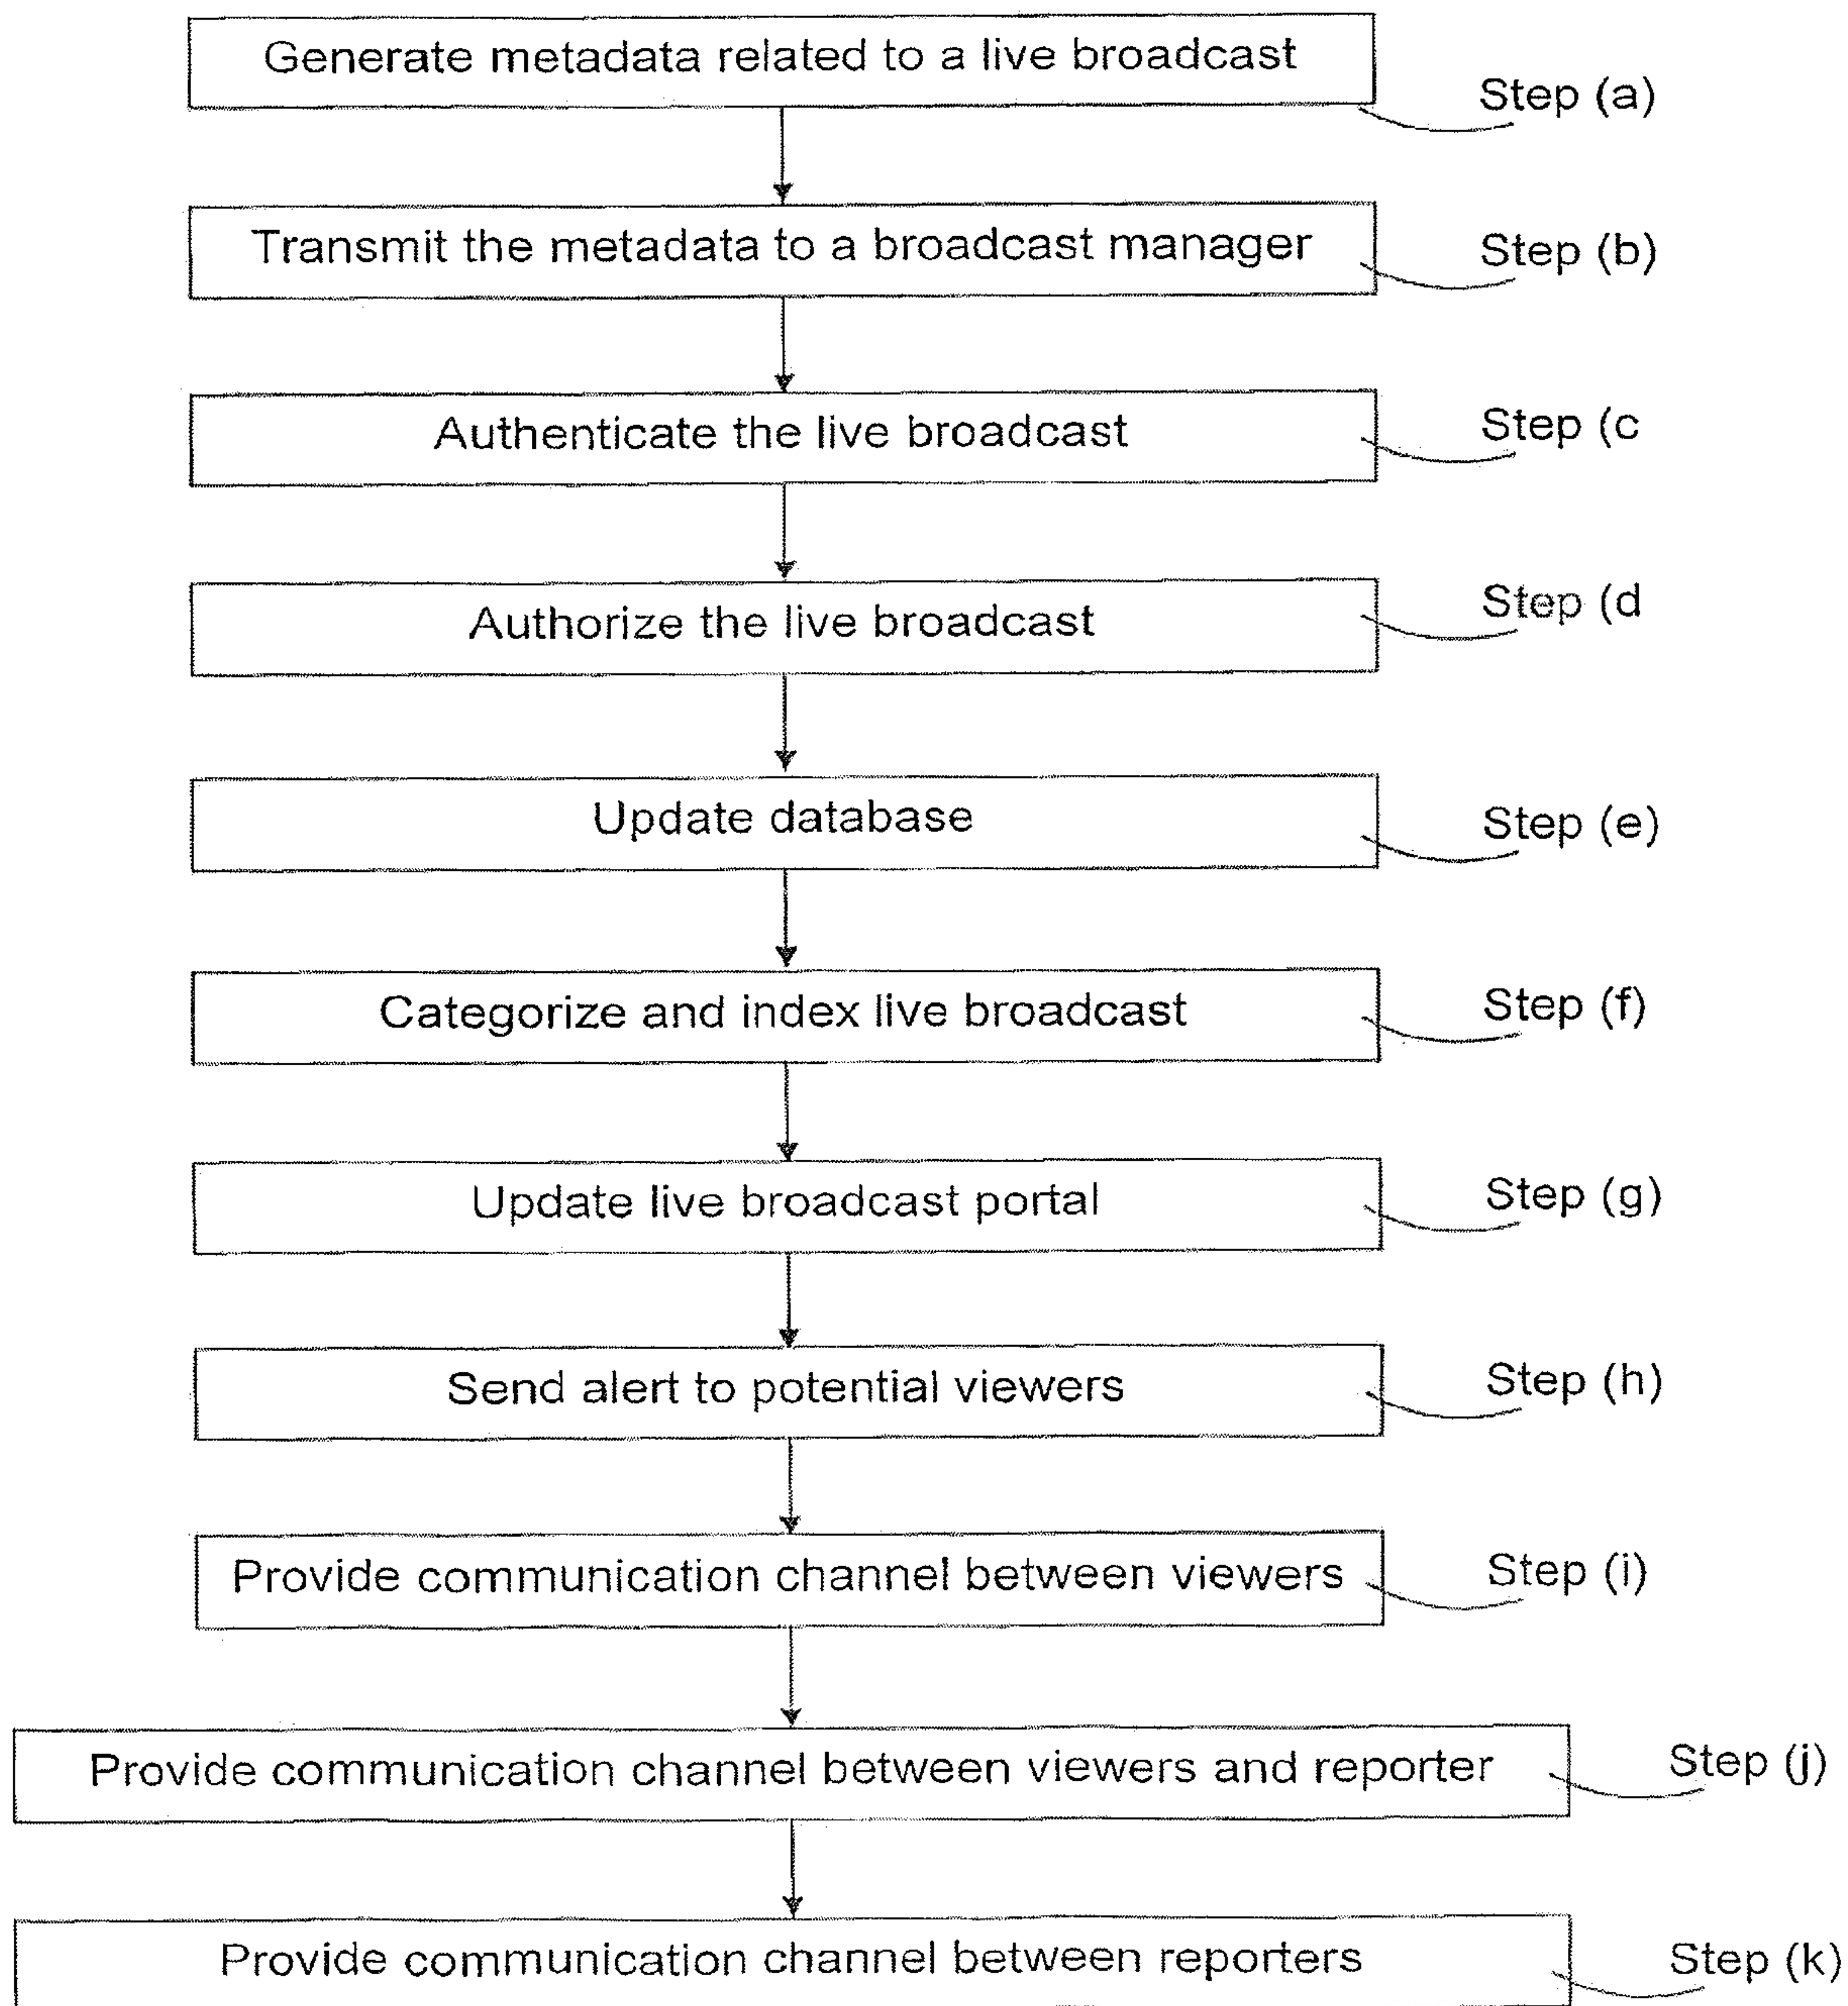 Generate metadata related to a live broadcast
Step (a)
Transmit the metadata to a broadcast manager
Step (b)
Authenticate the live broadcast
Step (c
Authorize the live broadcast
Step (d
Update database
Step (e)
Categorize and index live broadcast
Step (f)
Update live broadcast portal
Step (g)
Send alert to potential viewers
Step (h)
Provide communication channel between viewers
Step (i)
Provide communication channel between viewers and reporter
Step (j)
Provide communication channel between reporters
Step (k)